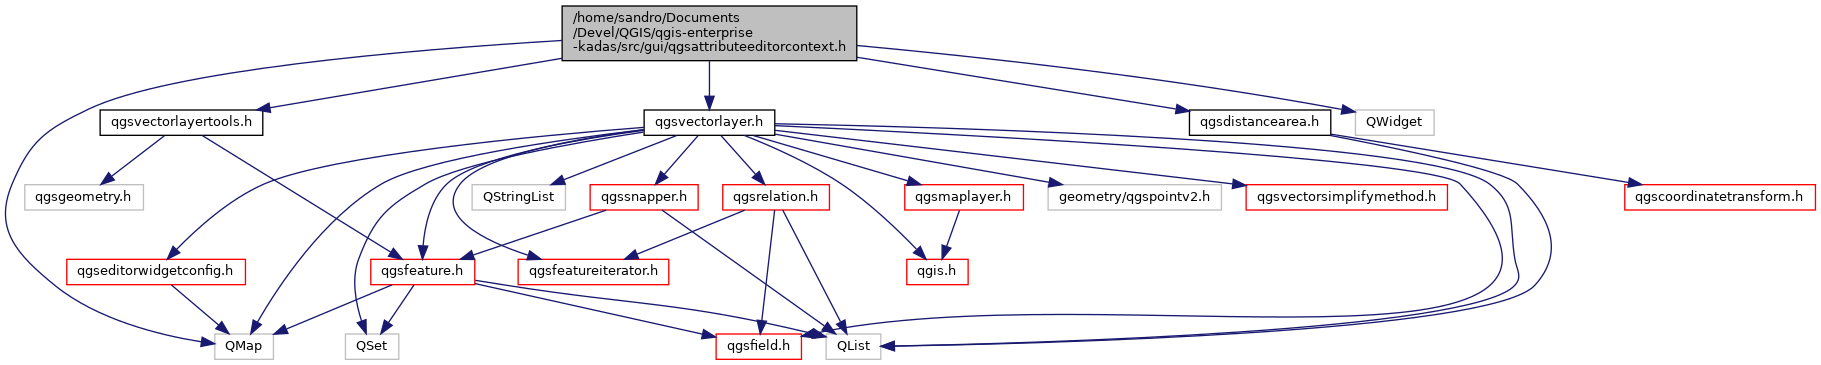 /home/sandro/Documents
/Devel/QGIS/qgis-enterprise
-kadas/src/gui/qgsattributeeditorcontext.h
qgsvectorlayertools.h
qgsvectorlayer.h
qgsdistancearea.h
QWidget
qgsgeometry.h
QStringList
qgssnapper.h
qgsrelation.h
qgsmaplayer.h
geometry/qgspointv2.h
qgsvectorsimplifymethod.h
qgscoordinatetransform.h
qgseditorwidgetconfig.h
qgsfeature.h
qgsfeatureiterator.h
qgis.h
QMap
QSet
qgsfield.h
QList